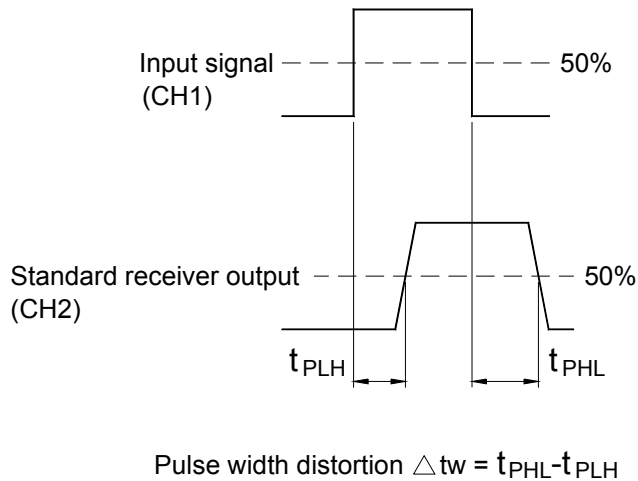 Input signal
(CH1)
50%
Standard receiver output
(CH2)
50%
tPLH
tPHL
Pulse width distortion △tw = tPHL-tPLH